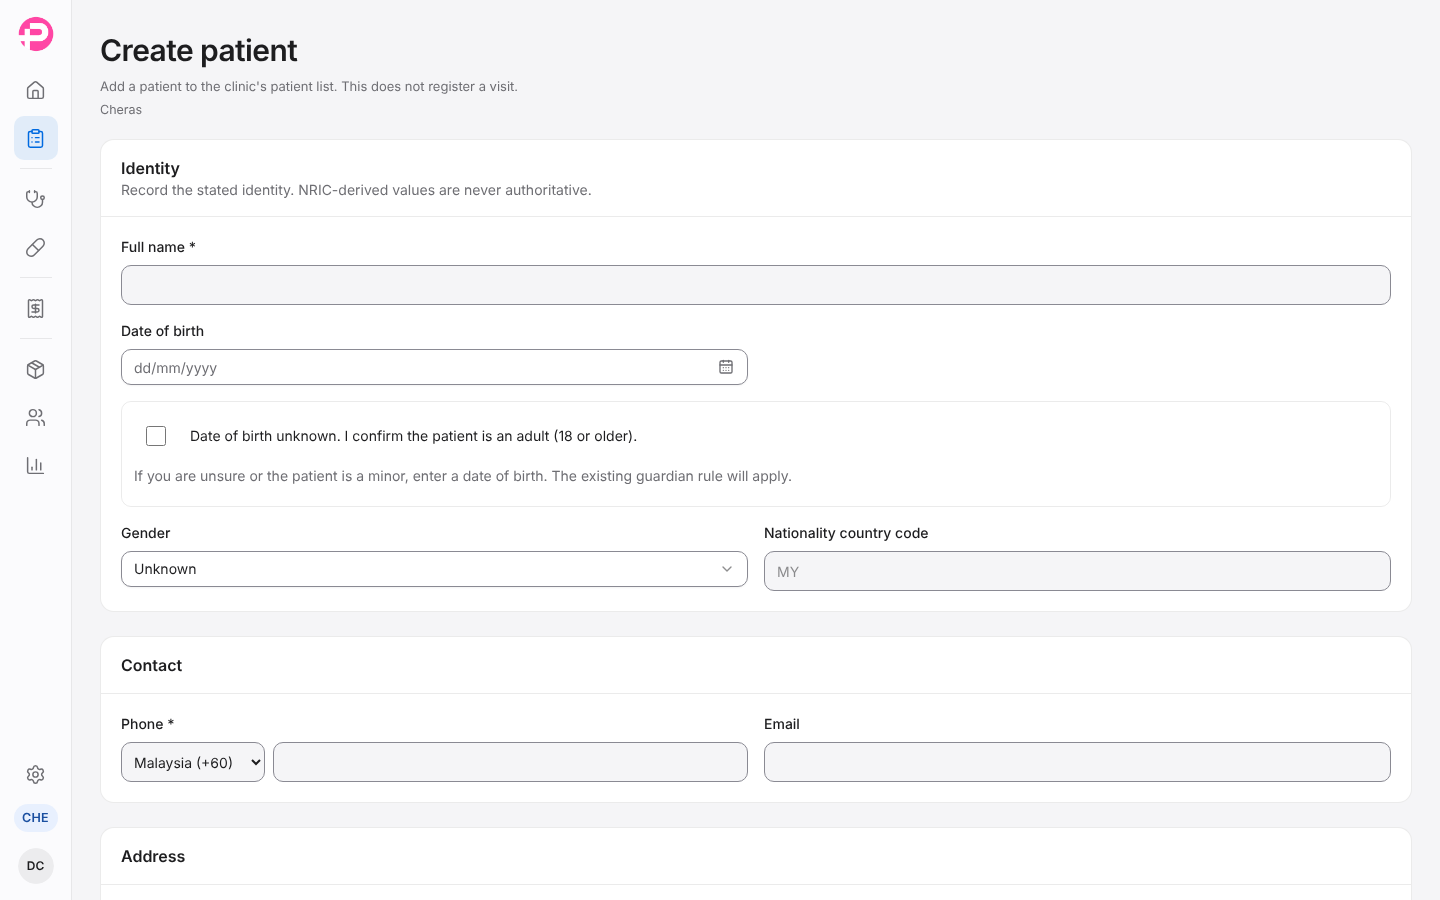 Create patient
Add a patient to the clinic's patient list. This does not register a visit.
Cheras
Identity
Record the stated identity. NRIC-derived values are never authoritative.
Full name *
Date of birth
dd/mm/yyyy
Date of birth unknown. I confirm the patient is an adult (18 or older).
If you are unsure or the patient is a minor, enter a date of birth. The existing guardian rule will apply.
Gender
Nationality country code
Unknown
MY
Contact
Phone *
Email
Malaysia (+60)
Address
CHE
DC